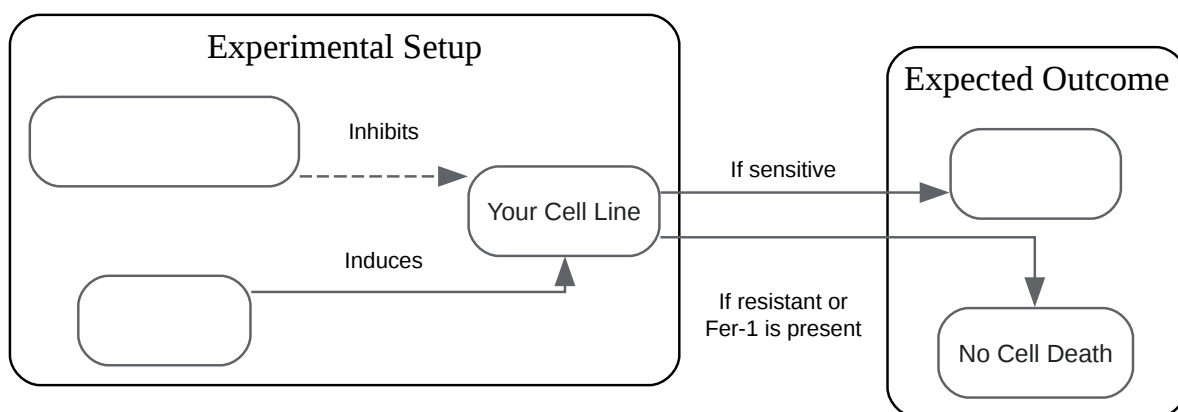 Experimental Setup
Inhibits
Your Cell Line
Induces
If sensitive
If resistant or
Fer-1 is present
Expected Outcome
No Cell Death